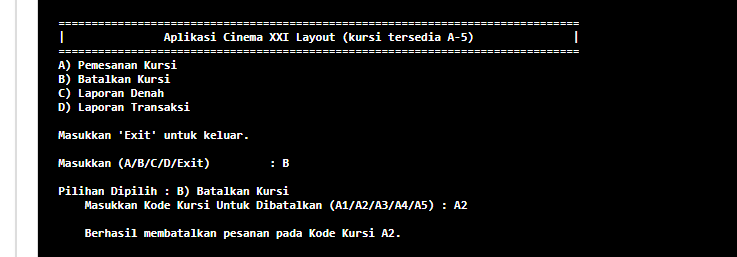 ==============================================================================
|               Aplikasi Cinema XXI Layout (kursi tersedia A-5)               |
==============================================================================
A) Pemesanan Kursi
B) Batalkan Kursi
C) Laporan Denah
D) Laporan Transaksi
Masukkan 'Exit' untuk keluar.
Masukkan (A/B/C/D/Exit)         : B
Pilihan Dipilih : B) Batalkan Kursi
    Masukkan Kode Kursi Untuk Dibatalkan (A1/A2/A3/A4/A5) : A2
    Berhasil membatalkan pesanan pada Kode Kursi A2.